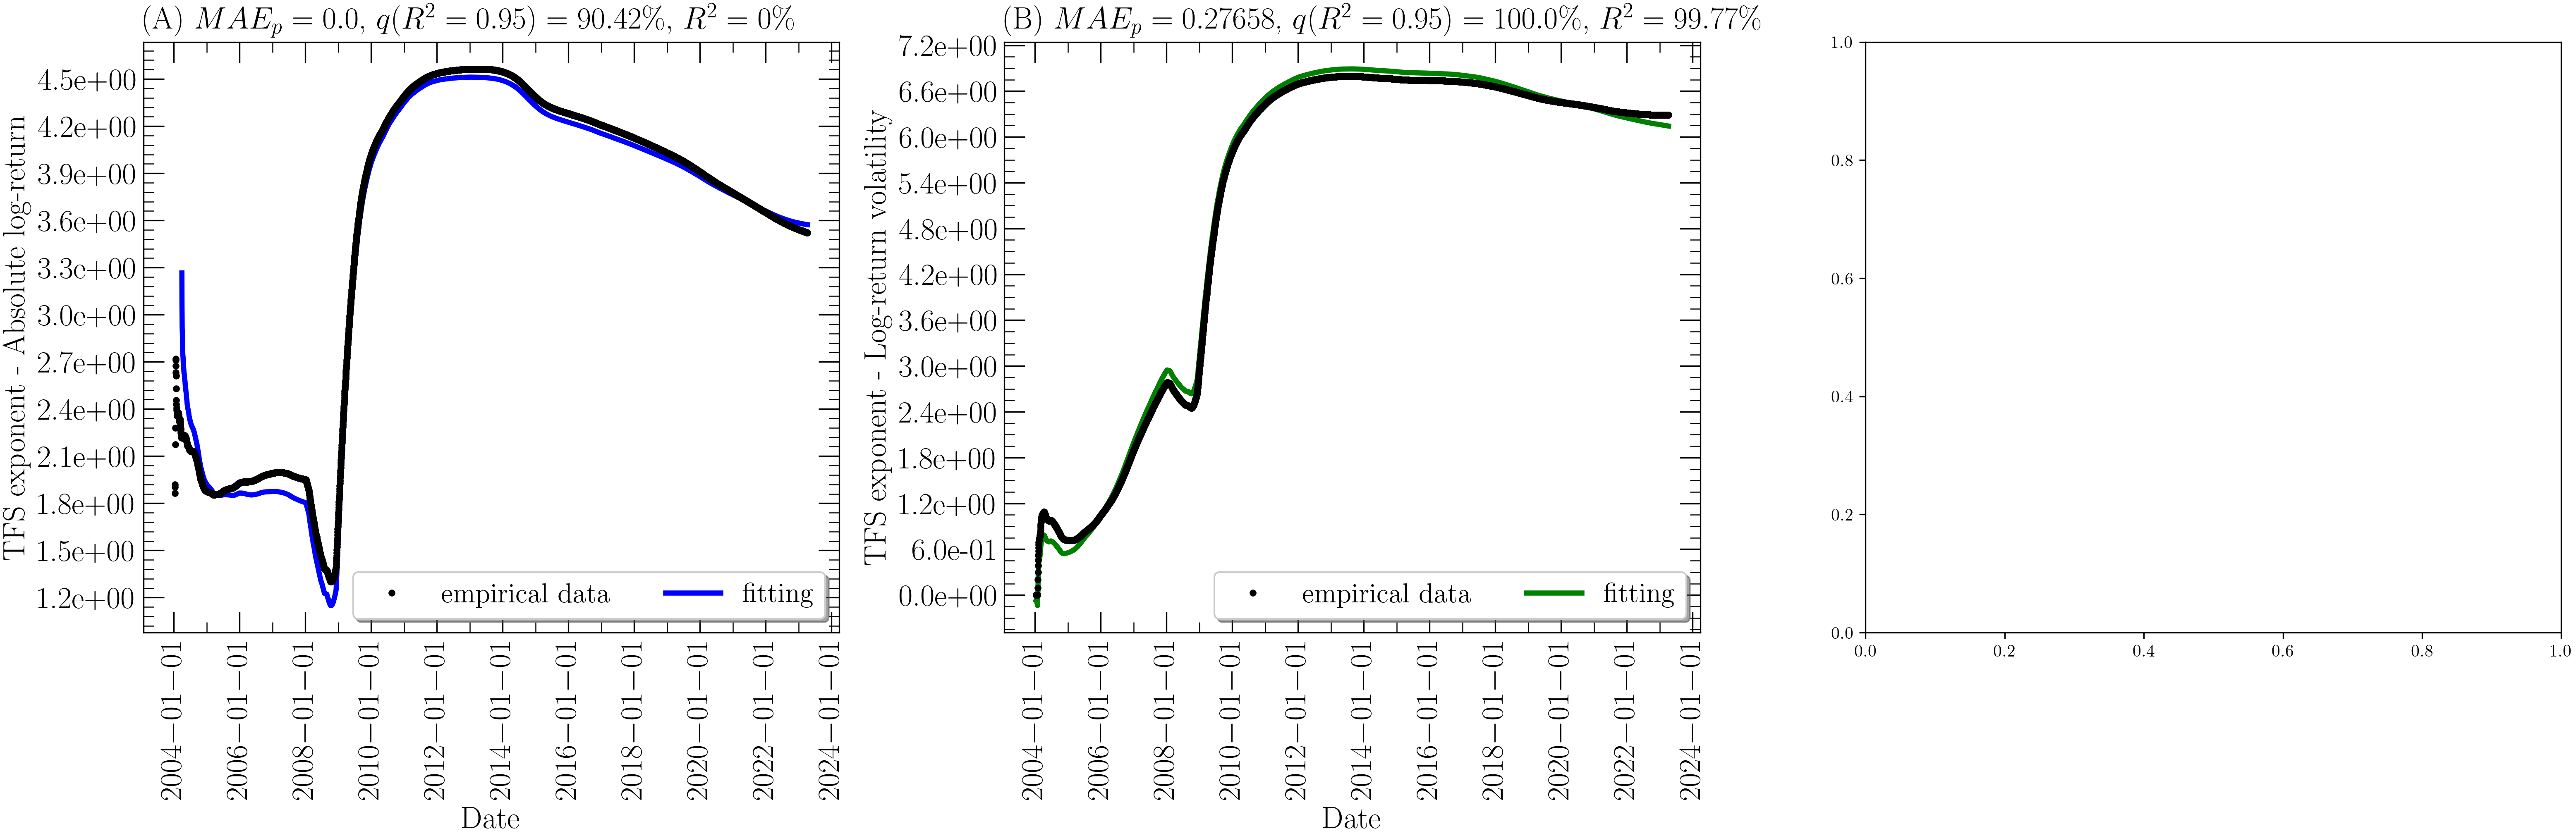 (A) MAE_p = 0.0, q(R^2 = 0.95) = 90.42%, R^2 = 0%
TFS exponent - Absolute log-return
4.5e+00
4.2e+00
3.9e+00
3.6e+00
3.3e+00
3.0e+00
2.7e+00
2.4e+00
2.1e+00
1.8e+00
1.5e+00
1.2e+00
empirical data
fitting
2004-01-01
2006-01-01
2008-01-01
2010-01-01
2012-01-01
2014-01-01
2016-01-01
2018-01-01
2020-01-01
2022-01-01
2024-01-01
Date
(B) MAE_p = 0.27658, q(R^2 = 0.95) = 100.0%, R^2 = 99.77%
TFS exponent - Log-return volatility
7.2e+00
6.6e+00
6.0e+00
5.4e+00
4.8e+00
4.2e+00
3.6e+00
3.0e+00
2.4e+00
1.8e+00
1.2e+00
6.0e-01
0.0e+00
empirical data
fitting
2004-01-01
2006-01-01
2008-01-01
2010-01-01
2012-01-01
2014-01-01
2016-01-01
2018-01-01
2020-01-01
2022-01-01
2024-01-01
Date
1.0
0.8
0.6
0.4
0.2
0.0
0.0
0.2
0.4
0.6
0.8
1.0